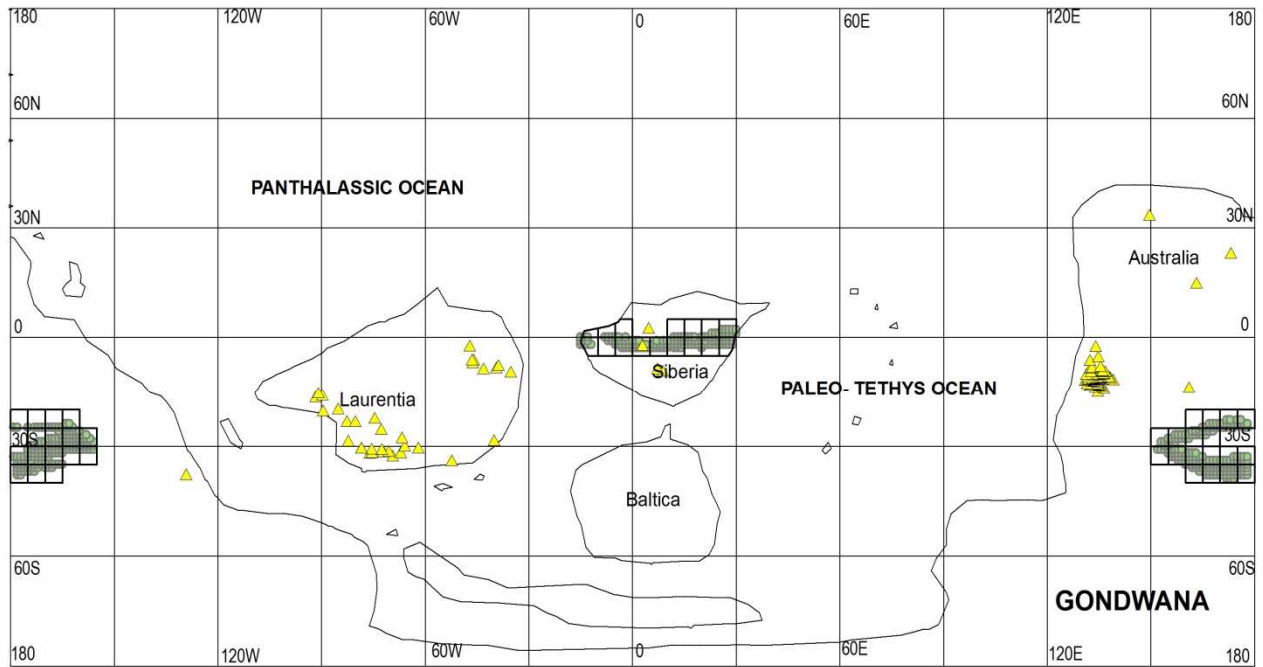 180 120W 60W 0 60E 120E 180
60N 60N
PANTHALASSIC OCEAN
30N 30N
Australia
0 0
Siberia
PALEO- TETHYS OCEAN
Laurentia
30S 30S
Baltica
60S 60S
GONDWANA
180 120W 60W 0 60E 120E 180